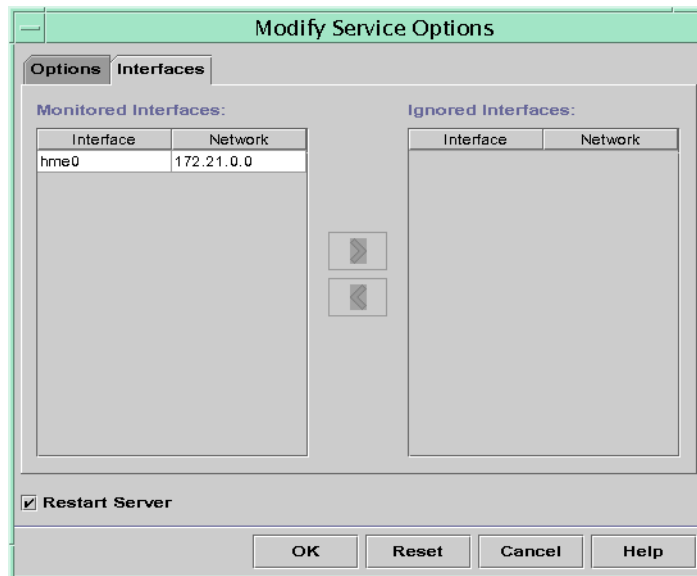 Modify Service Options
Options Interfaces
Monitored Interfaces: Ignored Interfaces:
Interface Network Interface Network
hme0 172.21.0.0
Restart Server
OK Reset Cancel Help